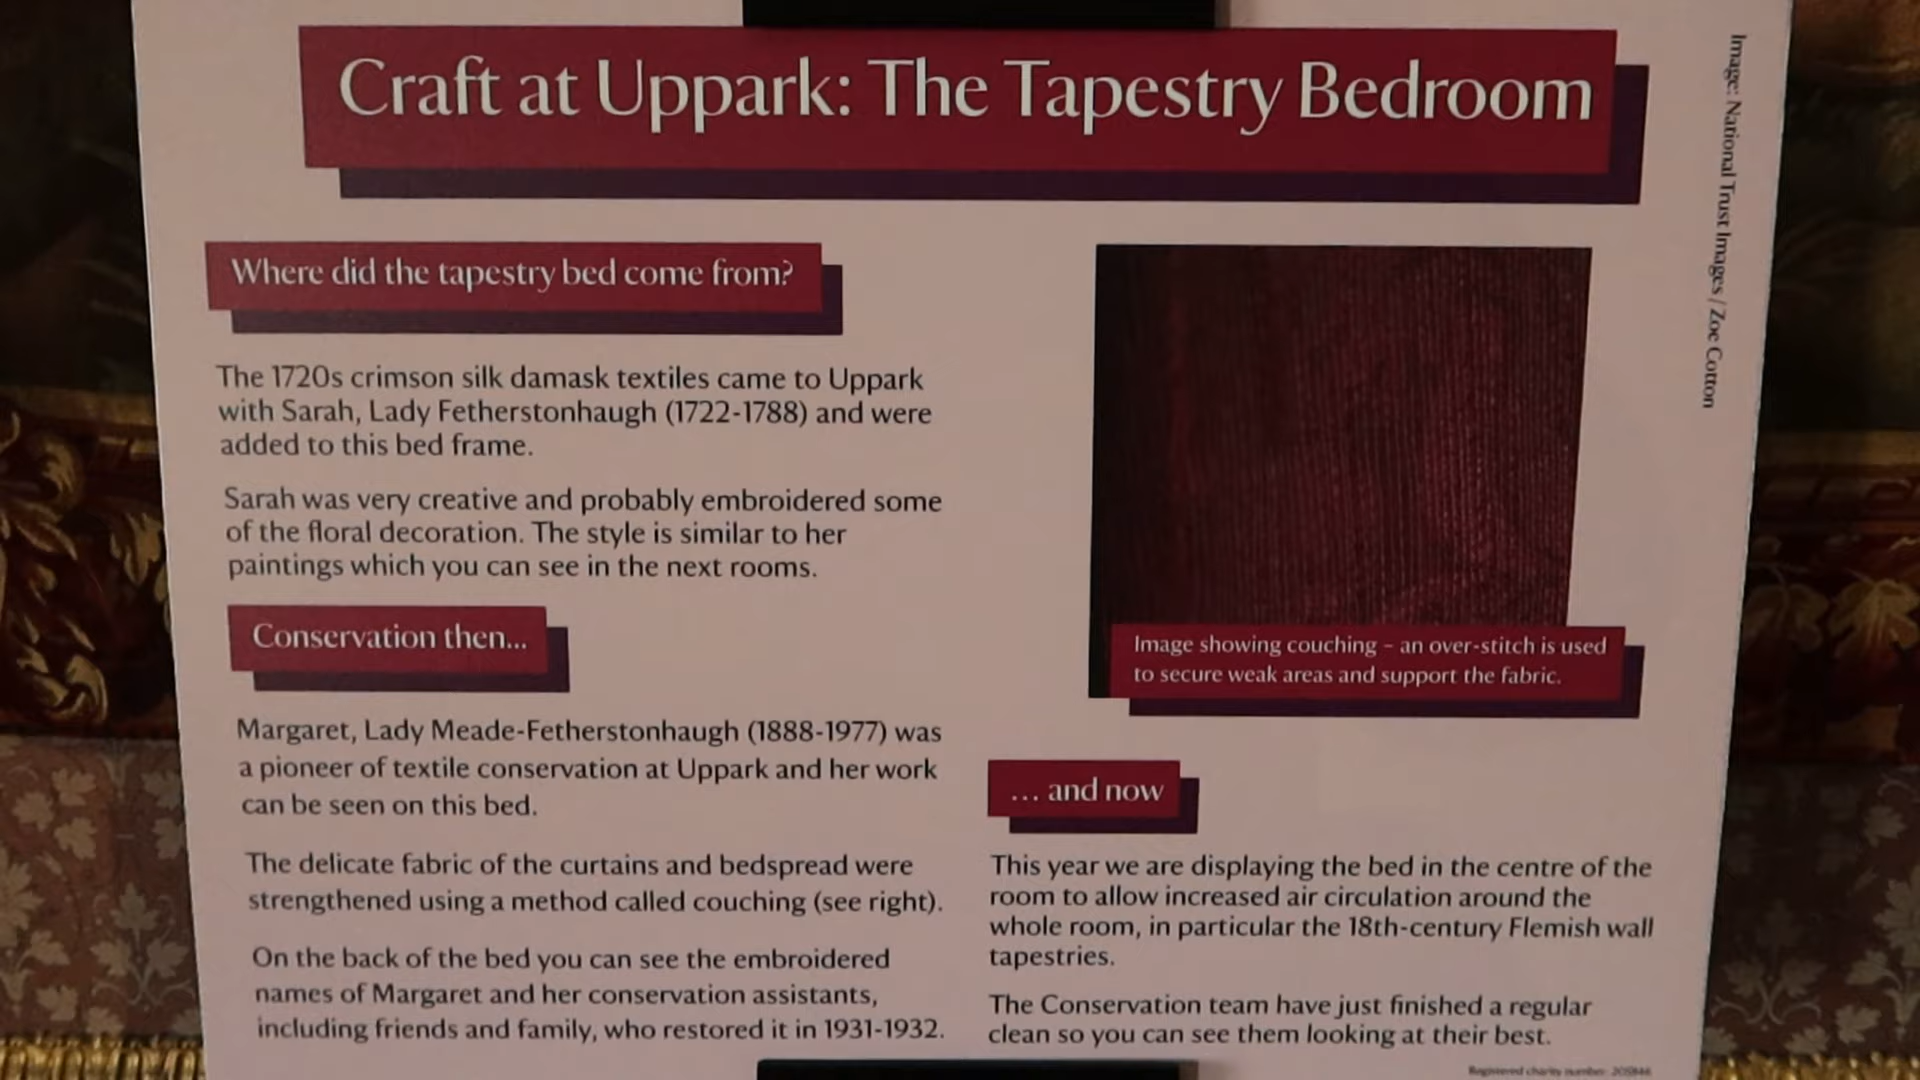 Craft at Uppark: The Tapestry Bedroom
Where did the tapestry bed come from?
The 1720s crimson silk damask textiles came to Uppark
with Sarah, Lady Fetherstonhaugh (1722-1788) and were
added to this bed frame.
Sarah was very creative and probably embroidered some
of the floral decoration. The style is similar to her
paintings which you can see in the next rooms.
Conservation then...
Margaret, Lady Meade-Fetherstonhaugh (1888-1977) was
a pioneer of textile conservation at Uppark and her work
can be seen on this bed.
The delicate fabric of the curtains and bedspread were
strengthened using a method called couching (see right).
On the back of the bed you can see the embroidered
names of Margaret and her conservation assistants,
including friends and family, who restored it in 1931-1932.
Image: National Trust Images / Zoe Cotton
Image showing couching – an over-stitch is used
to secure weak areas and support the fabric.
... and now
This year we are displaying the bed in the centre of the
room to allow increased air circulation around the
whole room, in particular the 18th-century Flemish wall
tapestries.
The Conservation team have just finished a regular
clean so you can see them looking at their best.
Registered charity number